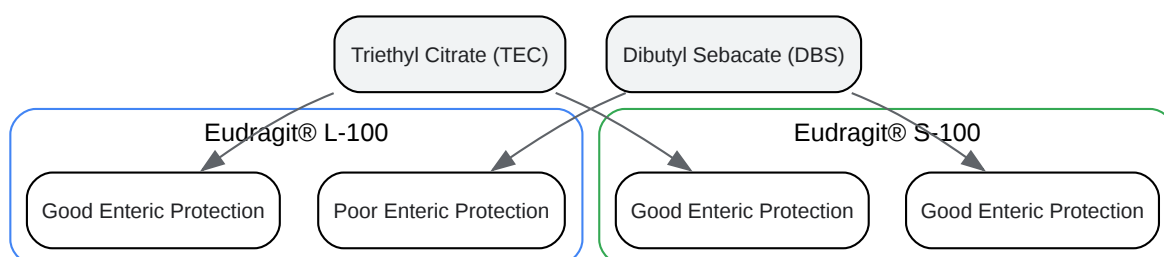 Triethyl Citrate (TEC)
Dibutyl Sebacate (DBS)
Eudragit® L-100
Eudragit® S-100
Good Enteric Protection
Poor Enteric Protection
Good Enteric Protection
Good Enteric Protection